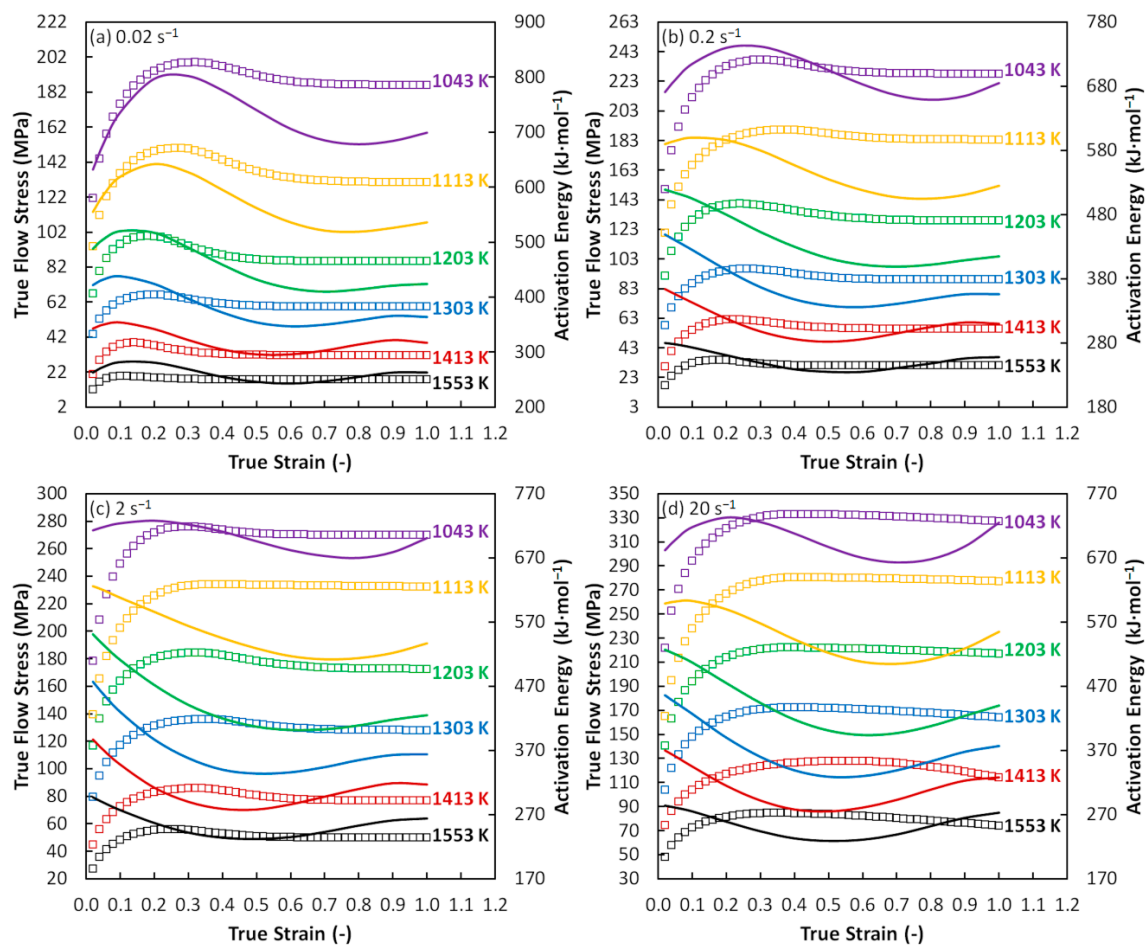 (a) 0.02 s⁻¹
True Flow Stress (MPa)
222
202
182
162
142
122
102
82
62
42
22
2
900
800
700
600
500
400
300
200
Activation Energy (kJ·mol⁻¹)
1043 K
1113 K
1203 K
1303 K
1413 K
1553 K
0.0 0.1 0.2 0.3 0.4 0.5 0.6 0.7 0.8 0.9 1.0 1.1 1.2
True Strain (-)
(b) 0.2 s⁻¹
True Flow Stress (MPa)
263
243
223
203
183
163
143
123
103
83
63
43
23
3
780
680
580
480
380
280
180
Activation Energy (kJ·mol⁻¹)
1043 K
1113 K
1203 K
1303 K
1413 K
1553 K
0.0 0.1 0.2 0.3 0.4 0.5 0.6 0.7 0.8 0.9 1.0 1.1 1.2
True Strain (-)
(c) 2 s⁻¹
True Flow Stress (MPa)
300
280
260
240
220
200
180
160
140
120
100
80
60
40
20
770
670
570
470
370
270
170
Activation Energy (kJ·mol⁻¹)
1043 K
1113 K
1203 K
1303 K
1413 K
1553 K
0.0 0.1 0.2 0.3 0.4 0.5 0.6 0.7 0.8 0.9 1.0 1.1 1.2
True Strain (-)
(d) 20 s⁻¹
True Flow Stress (MPa)
350
330
310
290
270
250
230
210
190
170
150
130
110
90
70
50
30
770
670
570
470
370
270
170
Activation Energy (kJ·mol⁻¹)
1043 K
1113 K
1203 K
1303 K
1413 K
1553 K
0.0 0.1 0.2 0.3 0.4 0.5 0.6 0.7 0.8 0.9 1.0 1.1 1.2
True Strain (-)